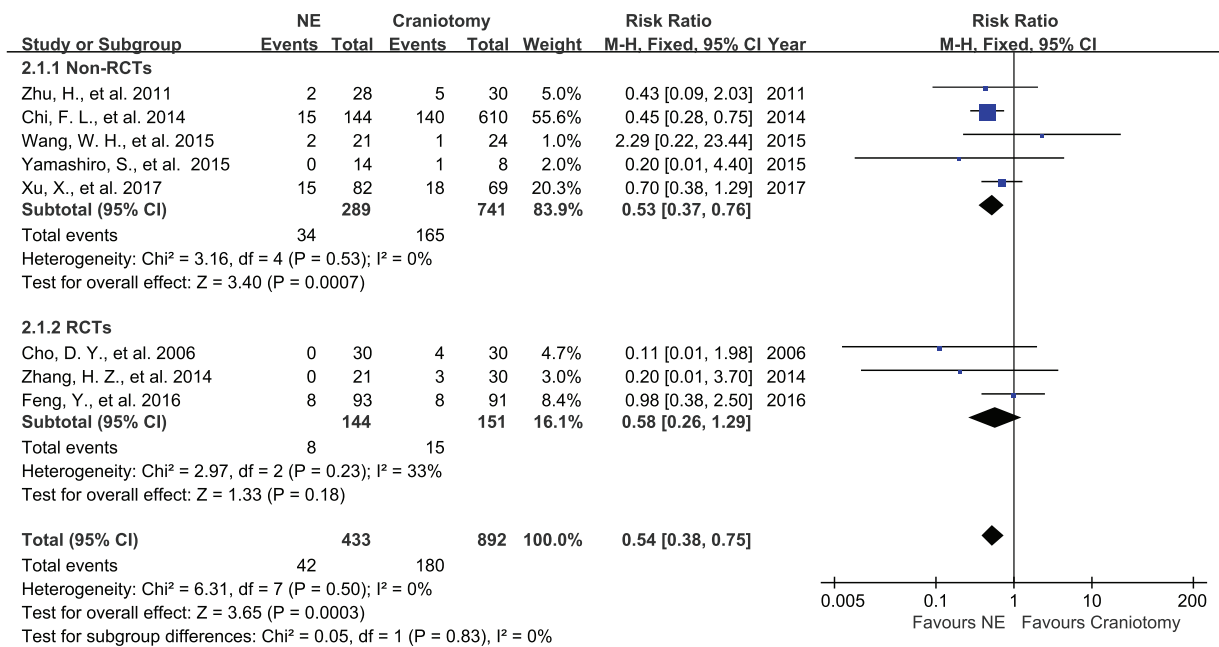 NE Craniotomy Risk Ratio Risk Ratio
Study or Subgroup Events Total Events Total Weight M-H, Fixed, 95% CI Year M-H, Fixed, 95% CI
2.1.1 Non-RCTs
Zhu, H., et al. 2011 2 28 5 30 5.0% 0.43 [0.09, 2.03] 2011
Chi, F. L., et al. 2014 15 144 140 610 55.6% 0.45 [0.28, 0.75] 2014
Wang, W. H., et al. 2015 2 21 1 24 0.9% 2.29 [0.22, 23.44] 2015
Yamashiro, S., et al. 2015 0 14 1 8 2.0% 0.20 [0.01, 4.40] 2015
Xu, X., et al. 2017 15 82 18 69 20.3% 0.70 [0.38, 1.29] 2017
Subtotal (95% CI) 289 741 83.9% 0.53 [0.37, 0.76]
Total events 34 165
Heterogeneity: Chi² = 3.16, df = 4 (P = 0.53); I² = 0%
Test for overall effect: Z = 3.40 (P = 0.0007)
2.1.2 RCTs
Cho, D. Y., et al. 2006 0 30 4 30 4.7% 0.11 [0.01, 1.98] 2006
Zhang, H. Z., et al. 2014 0 21 3 30 3.0% 0.20 [0.01, 3.70] 2014
Feng, Y., et al. 2016 8 93 8 91 8.4% 0.98 [0.38, 2.50] 2016
Subtotal (95% CI) 144 151 16.1% 0.58 [0.26, 1.29]
Total events 8 15
Heterogeneity: Chi² = 2.97, df = 2 (P = 0.23); I² = 33%
Test for overall effect: Z = 1.33 (P = 0.18)
Total (95% CI) 433 892 100.0% 0.54 [0.38, 0.75]
Total events 42 180
Heterogeneity: Chi² = 6.31, df = 7 (P = 0.50); I² = 0%
Test for overall effect: Z = 3.65 (P = 0.0003)
Test for subgroup differences: Chi² = 0.05, df = 1 (P = 0.83), I² = 0%
0.005 0.1 1 10 200
Favours NE Favours Craniotomy